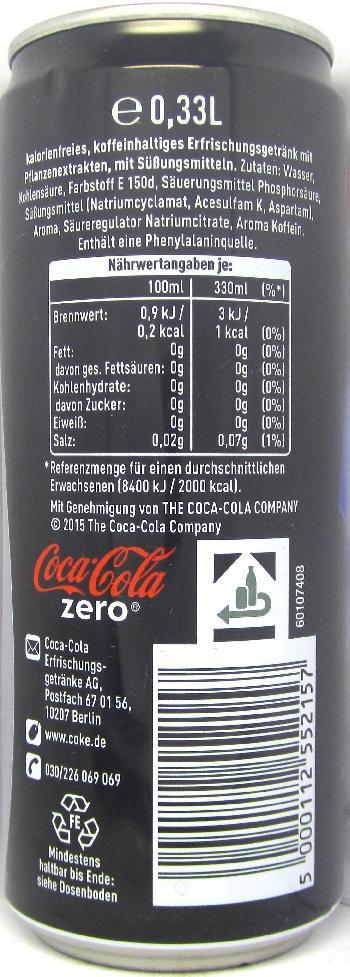 ℮ 0,33L
kalorienfreies, koffeinhaltiges Erfrischungsgetränk mit
Pflanzenextrakten, mit Süßungsmitteln. Zutaten: Wasser,
Kohlensäure, Farbstoff E 150d, Säuerungsmittel Phosphorsäure,
Süßungsmittel (Natriumcyclamat, Acesulfam K, Aspartam),
Aroma, Säureregulator Natriumcitrate, Aroma Koffein.
Enthält eine Phenylalaninquelle.
Nährwertangaben je:
100ml 330ml (%*)
Brennwert: 0,9 kJ / 3 kJ /
0,2 kcal 1 kcal (0%)
Fett: 0g 0g (0%)
davon ges. Fettsäuren: 0g 0g (0%)
Kohlenhydrate: 0g 0g (0%)
davon Zucker: 0g 0g (0%)
Eiweiß: 0g 0g (0%)
Salz: 0,02g 0,07g (1%)
*Referenzmenge für einen durchschnittlichen
Erwachsenen (8400 kJ / 2000 kcal).
Mit Genehmigung von THE COCA-COLA COMPANY
© 2015 The Coca-Cola Company
Coca-Cola
zero®
60107408
Coca-Cola
Erfrischungs-
getränke AG,
Postfach 67 01 56,
10207 Berlin
www.coke.de
030/226 069 069
FE
Mindestens
haltbar bis Ende:
siehe Dosenboden
5 000112 552157